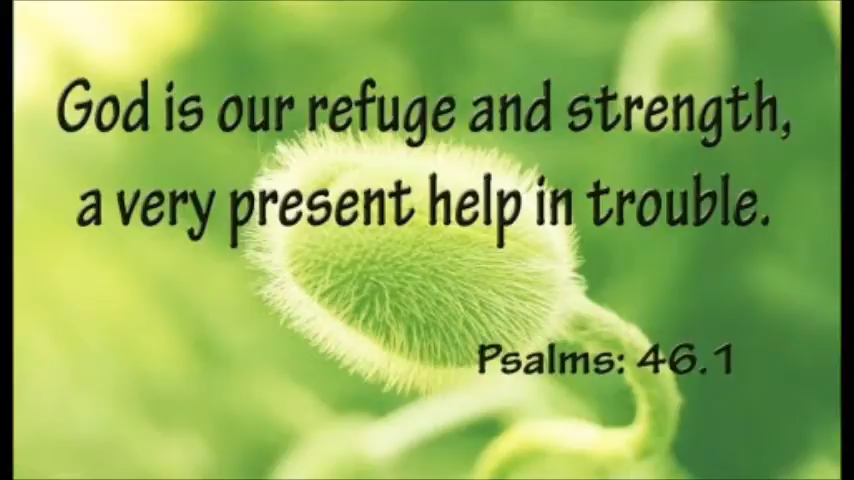 God is our refuge and strength,
a very present help in trouble.
Psalms: 46.1